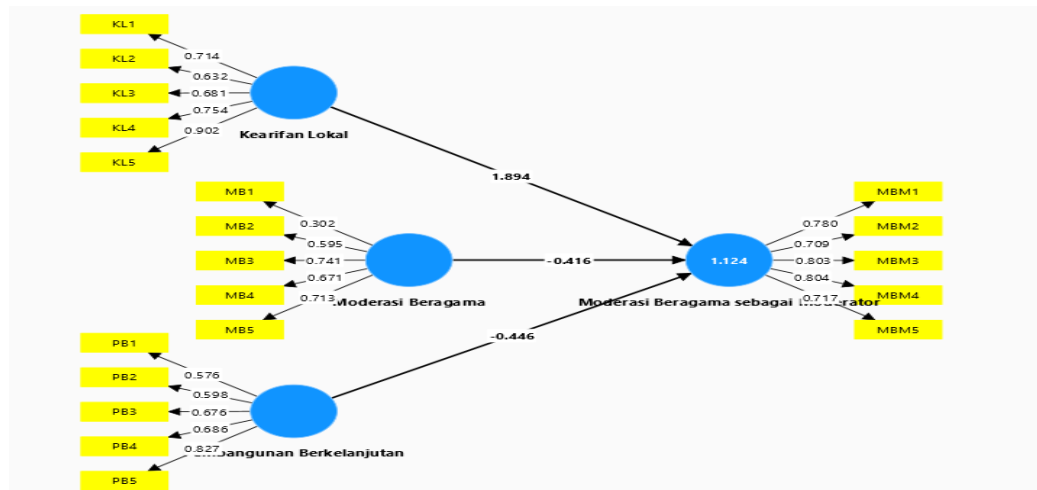 KL1
KL2
KL3
KL4
KL5
0.714
0.632
0.681
0.754
0.902
Kearifan Lokal
1.894
MB1
MB2
MB3
MB4
MB5
0.302
0.595
0.741
0.671
0.713
Moderasi Beragama
-0.416
1.124
Moderasi Beragama sebagai
MBM1
MBM2
MBM3
MBM4
MBM5
0.780
0.709
0.803
0.804
0.717
-0.446
PB1
PB2
PB3
PB4
PB5
0.576
0.598
0.676
0.686
0.827
Berkelanjutan